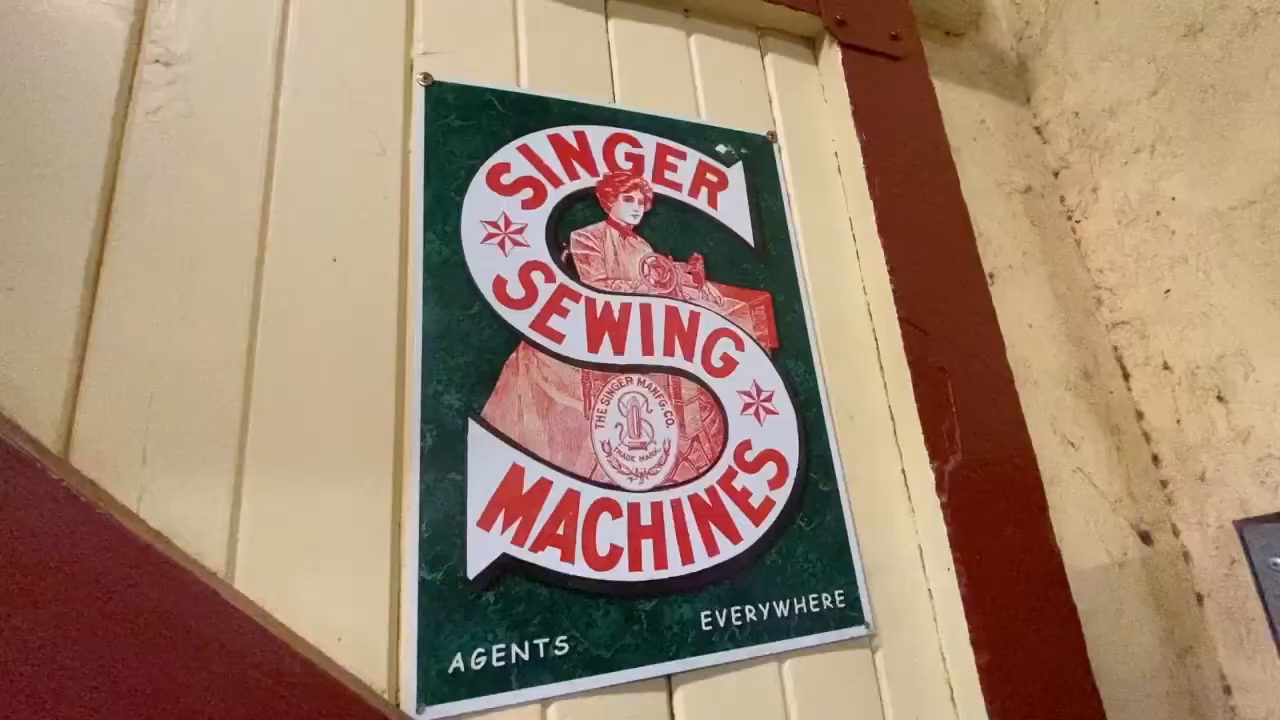 SINGER
SEWING
THE SINGER MANFG. CO.
TRADE MARK
MACHINES
AGENTS EVERYWHERE